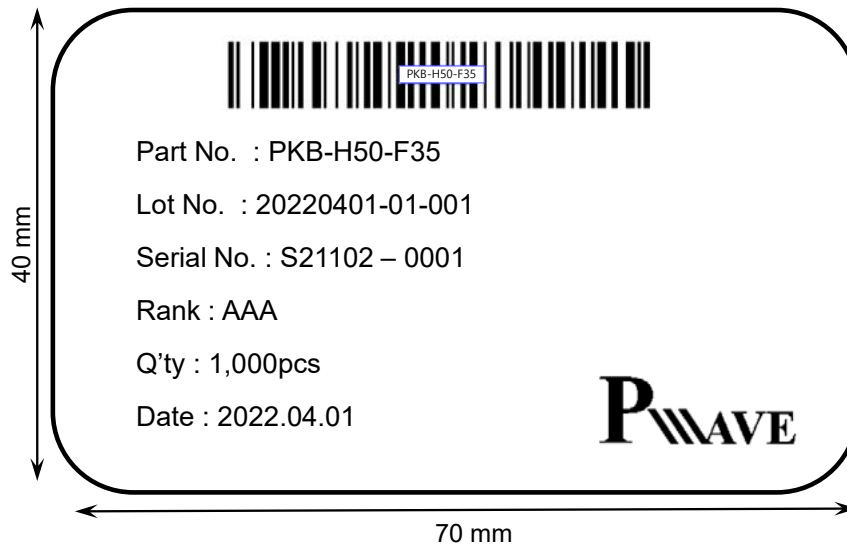 PKB-H50-F35
Part No. : PKB-H50-F35
Lot No. : 20220401-01-001
Serial No. : S21102 – 0001
Rank : AAA
Q’ty : 1,000pcs
Date : 2022.04.01
PWAVE
40 mm
70 mm